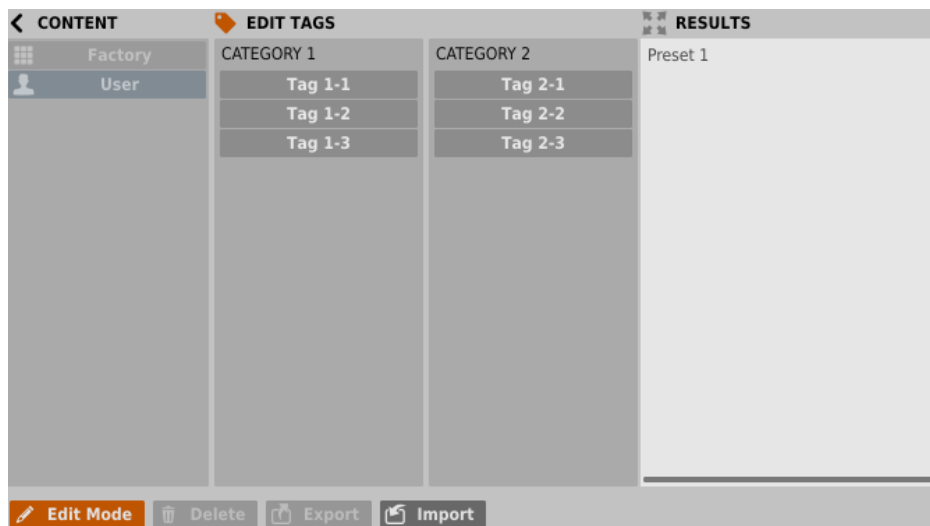 CONTENT
EDIT TAGS
RESULTS
Factory
User
CATEGORY 1
Tag 1-1
Tag 1-2
Tag 1-3
CATEGORY 2
Tag 2-1
Tag 2-2
Tag 2-3
Preset 1
Edit Mode
Delete
Export
Import